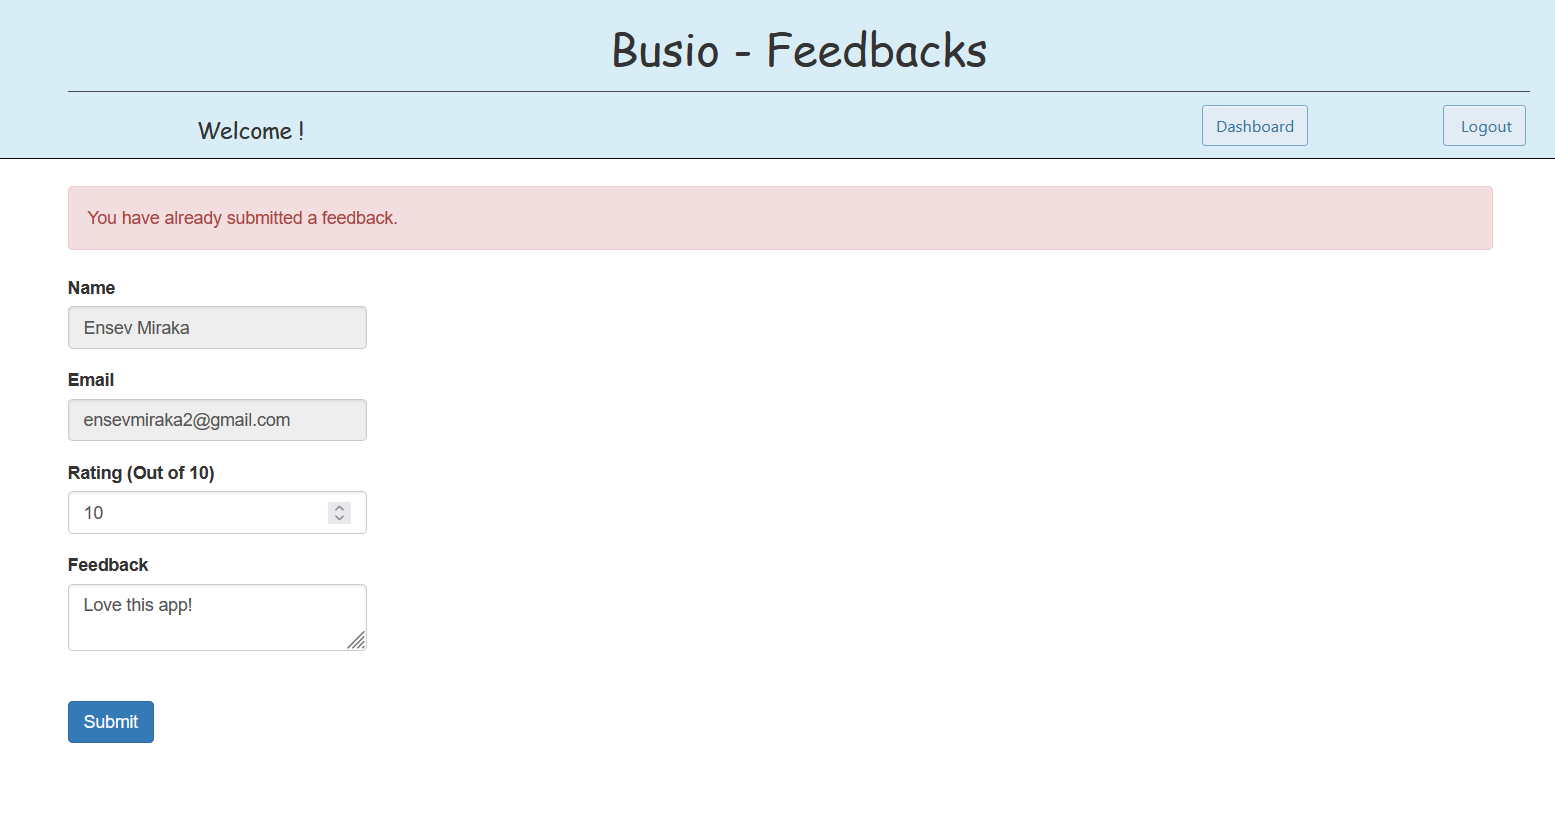 Busio - Feedbacks
Welcome !
Dashboard
Logout
You have already submitted a feedback.
Name
Ensev Miraka
Email
ensevmiraka2@gmail.com
Rating (Out of 10)
10
Feedback
Love this app!
Submit